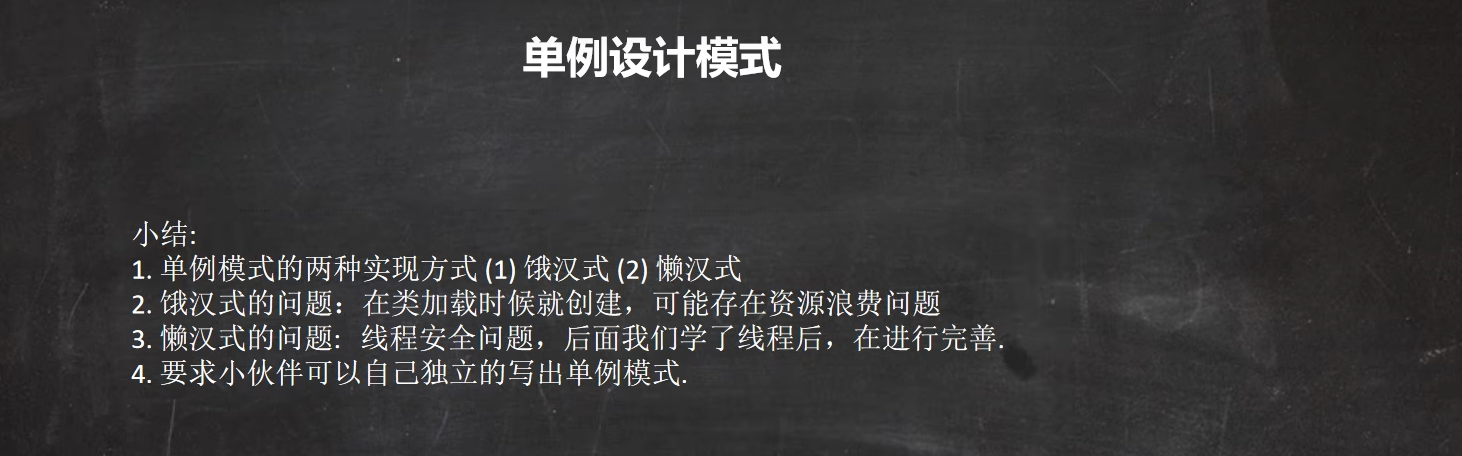 单例设计模式
小结:
1. 单例模式的两种实现方式 (1) 饿汉式 (2) 懒汉式
2. 饿汉式的问题：在类加载时候就创建，可能存在资源浪费问题
3. 懒汉式的问题：线程安全问题，后面我们学了线程后，在进行完善.
4. 要求小伙伴可以自己独立的写出单例模式.